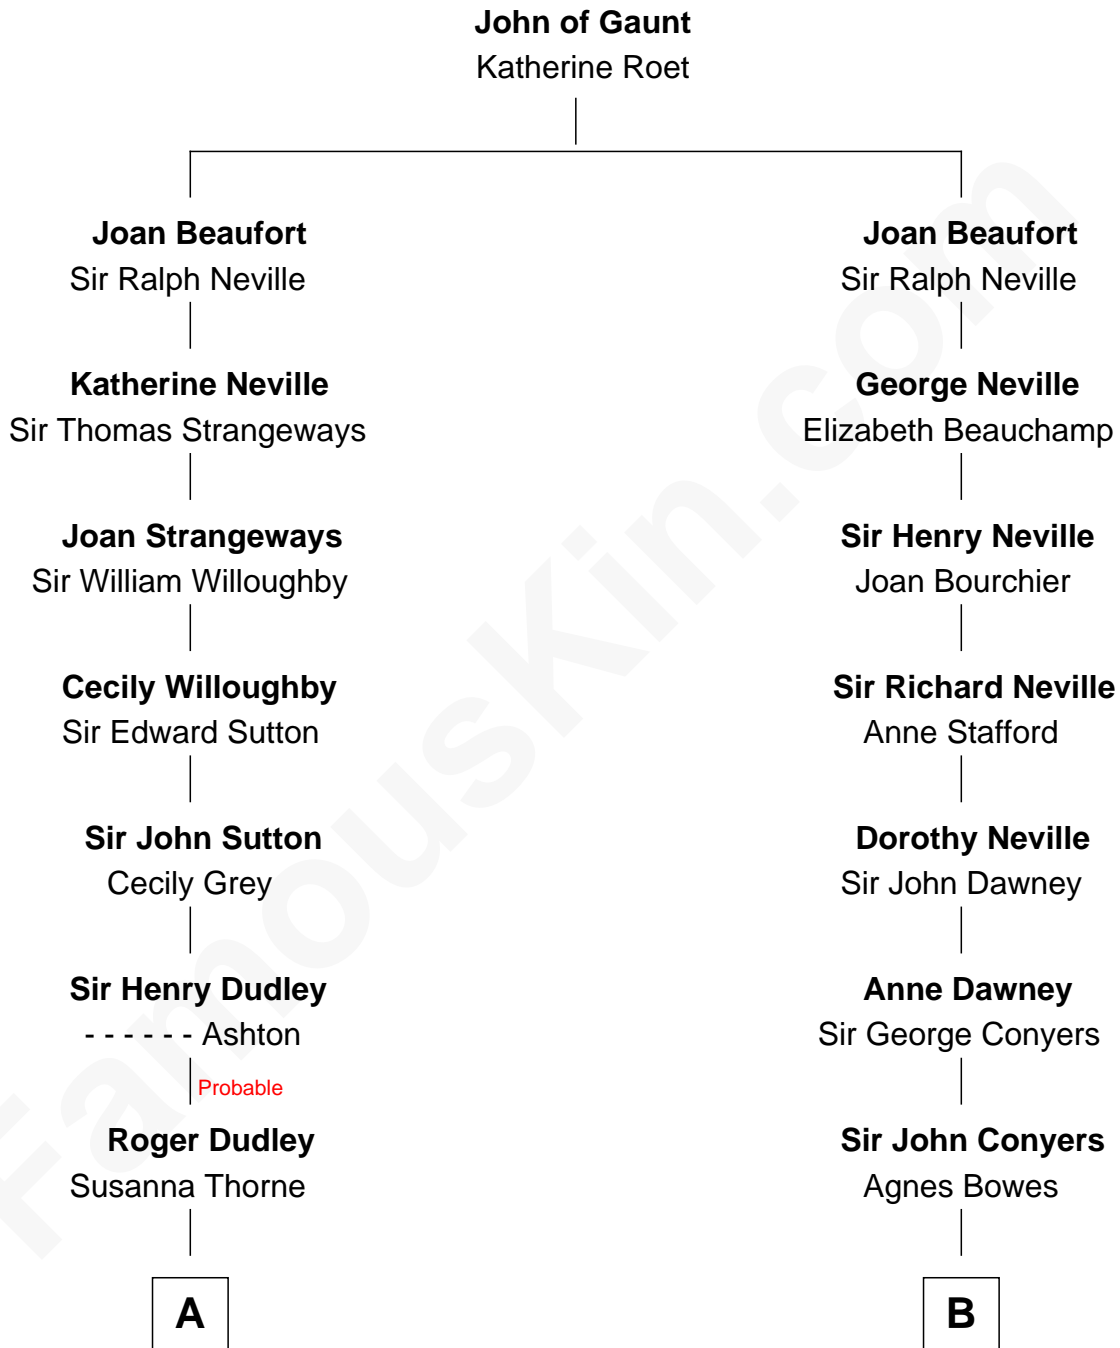 John of Gaunt
Katherine Roet
Joan Beaufort
Sir Ralph Neville
Katherine Neville
Sir Thomas Strangeways
Joan Strangeways
Sir William Willoughby
Cecily Willoughby
Sir Edward Sutton
Sir John Sutton
Cecily Grey
Sir Henry Dudley
- - - - - - Ashton
Probable
Roger Dudley
Susanna Thorne
A
Joan Beaufort
Sir Ralph Neville
George Neville
Elizabeth Beauchamp
Sir Henry Neville
Joan Bourchier
Sir Richard Neville
Anne Stafford
Dorothy Neville
Sir John Dawney
Anne Dawney
Sir George Conyers
Sir John Conyers
Agnes Bowes
B
FamousKin.com